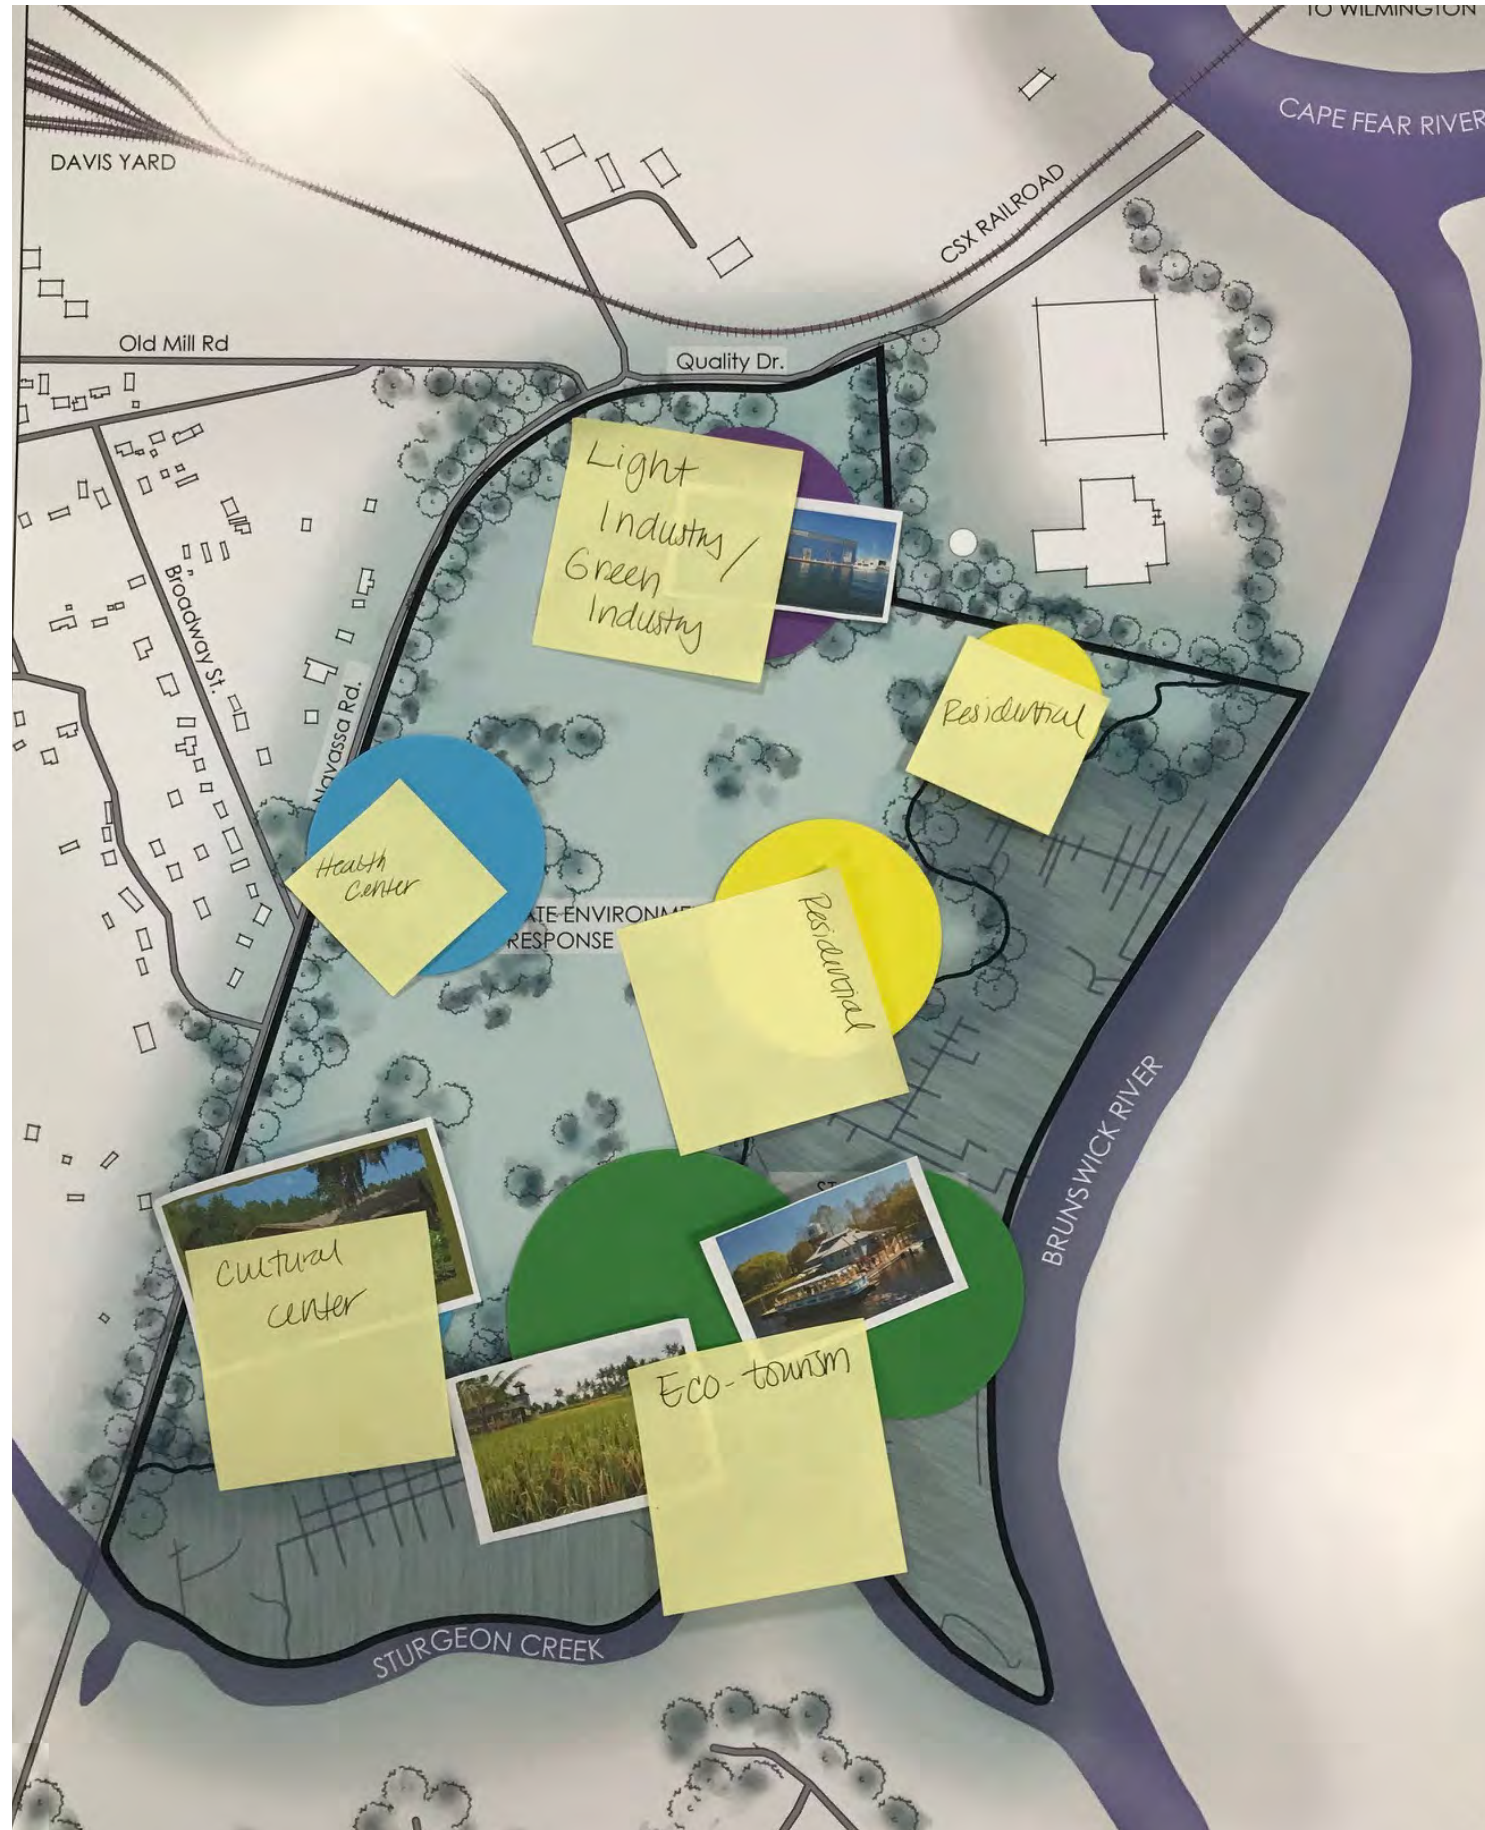 TO WILMINGTON
CAPE FEAR RIVER
DAVIS YARD
CSX RAILROAD
Old Mill Rd
Quality Dr.
Light
Industry/
Green
Industry
"Broadway St."
Navassa Rd.
Residential
Health
Center
RESPONSE
Residential
BRUNSWICK RIVER
Cultural
center
Eco-tourism
STURGEON CREEK